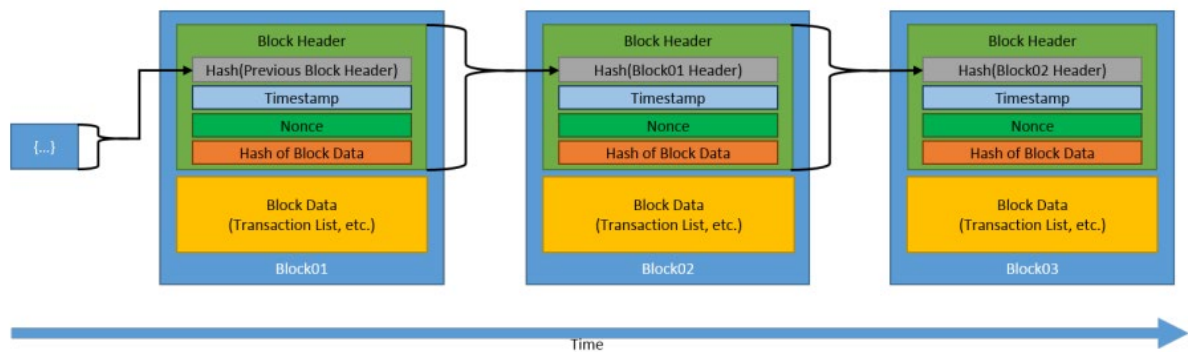 {...}
Block Header
Hash(Previous Block Header)
Timestamp
Nonce
Hash of Block Data
Block Data
(Transaction List, etc.)
Block01
Block Header
Hash(Block01 Header)
Timestamp
Nonce
Hash of Block Data
Block Data
(Transaction List, etc.)
Block02
Block Header
Hash(Block02 Header)
Timestamp
Nonce
Hash of Block Data
Block Data
(Transaction List, etc.)
Block03
Time